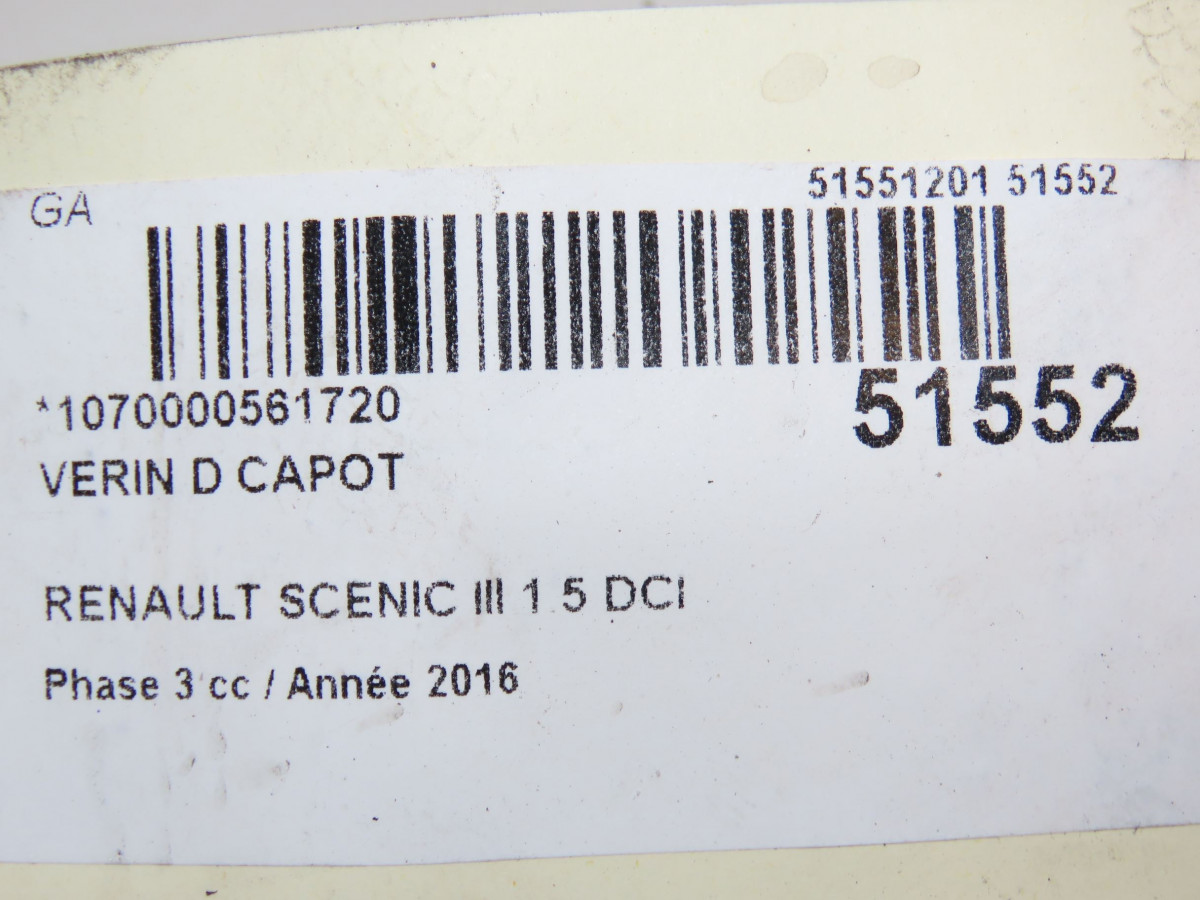 GA
51551201 51552
*1070000561720
51552
VERIN D CAPOT
RENAULT SCENIC III 1 5 DCI
Phase 3 cc / Année 2016